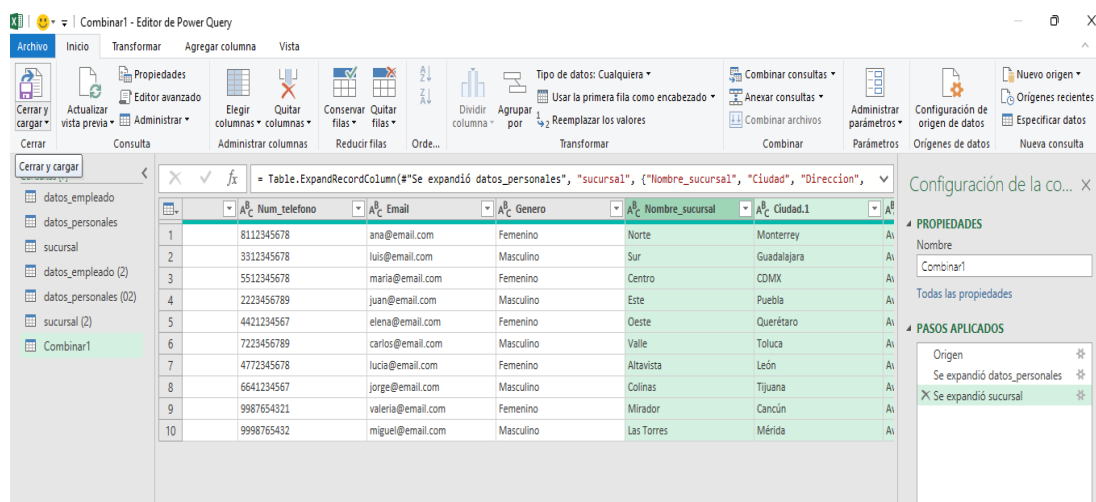 Combinar1 - Editor de Power Query
Archivo Inicio Transformar Agregar columna Vista
Cerrar y cargar
Cerrar
Actualizar vista previa
Propiedades
Editor avanzado
Administrar
Consulta
Elegir columnas
Quitar columnas
Administrar columnas
Conservar filas
Quitar filas
Reducir filas
Orde...
Dividir columna
Agrupar por
Tipo de datos: Cualquiera
Usar la primera fila como encabezado
Reemplazar los valores
Transformar
Combinar consultas
Anexar consultas
Combinar archivos
Combinar
Administrar parámetros
Parámetros
Configuración de origen de datos
Orígenes de datos
Nuevo origen
Orígenes recientes
Especificar datos
Nueva consulta
Cerrar y cargar
datos_empleado
datos_personales
sucursal
datos_empleado (2)
datos_personales (02)
sucursal (2)
Combinar1
fx = Table.ExpandRecordColumn(#"Se expandió datos_personales", "sucursal", {"Nombre_sucursal", "Ciudad", "Direccion",
Num_telefono Email Genero Nombre_sucursal Ciudad.1
1 8112345678 ana@email.com Femenino Norte Monterrey
2 3312345678 luis@email.com Masculino Sur Guadalajara
3 5512345678 maria@email.com Femenino Centro CDMX
4 2223456789 juan@email.com Masculino Este Puebla
5 4421234567 elena@email.com Femenino Oeste Querétaro
6 7223456789 carlos@email.com Masculino Valle Toluca
7 4772345678 lucia@email.com Femenino Altavista León
8 6641234567 jorge@email.com Masculino Colinas Tijuana
9 9987654321 valeria@email.com Femenino Mirador Cancún
10 9998765432 miguel@email.com Masculino Las Torres Mérida
Configuración de la co...
PROPIEDADES
Nombre
Combinar1
Todas las propiedades
PASOS APLICADOS
Origen
Se expandió datos_personales
Se expandió sucursal